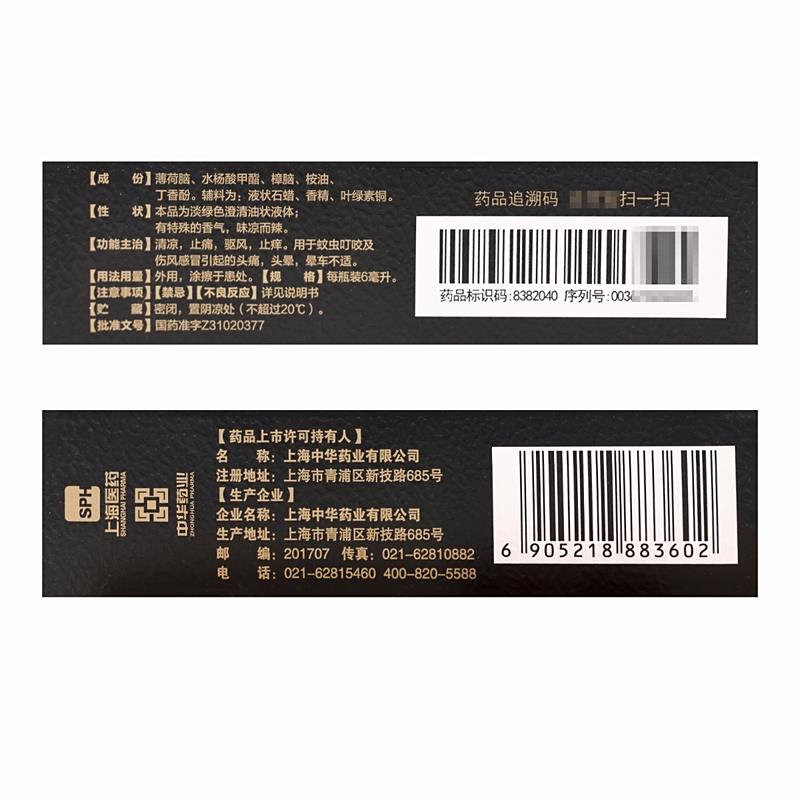 【成 份】薄荷脑、水杨酸甲酯、樟脑、桉油、
丁香酚。辅料为：液状石蜡、香精、叶绿素铜。
【性 状】本品为淡绿色澄清油状液体；
有特殊的香气，味凉而辣。
【功能主治】清凉，止痛，驱风，止痒。用于蚊虫叮咬及
伤风感冒引起的头痛，头晕，晕车不适。
【用法用量】外用，涂擦于患处。【规 格】每瓶装6毫升。
【注意事项】【禁忌】【不良反应】详见说明书
【贮 藏】密闭，置阴凉处（不超过20℃）。
【批准文号】国药准字Z31020377
药品追溯码 扫一扫
药品标识码:8382040 序列号:003
SPH
上海医药
SHANGHAI PHARMA
中华药业
ZHONGHUA PHARMA
【药品上市许可持有人】
名 称：上海中华药业有限公司
注册地址：上海市青浦区新技路685号
【生产企业】
企业名称：上海中华药业有限公司
生产地址：上海市青浦区新技路685号
邮 编：201707 传真：021-62810882
电 话：021-62815460 400-820-5588
6 905218 883602